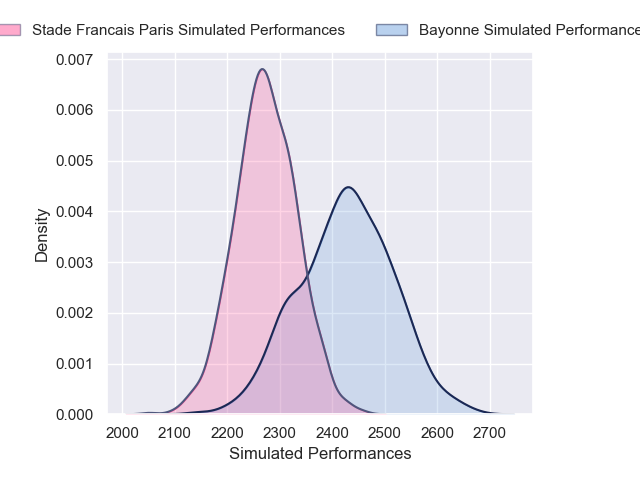 Stade Francais Paris Simulated Performances Bayonne Simulated Performance
0.007
0.006
0.005
0.004
0.003
0.002
0.001
0.000
Density
2000 2100 2200 2300 2400 2500 2600 2700
Simulated Performances